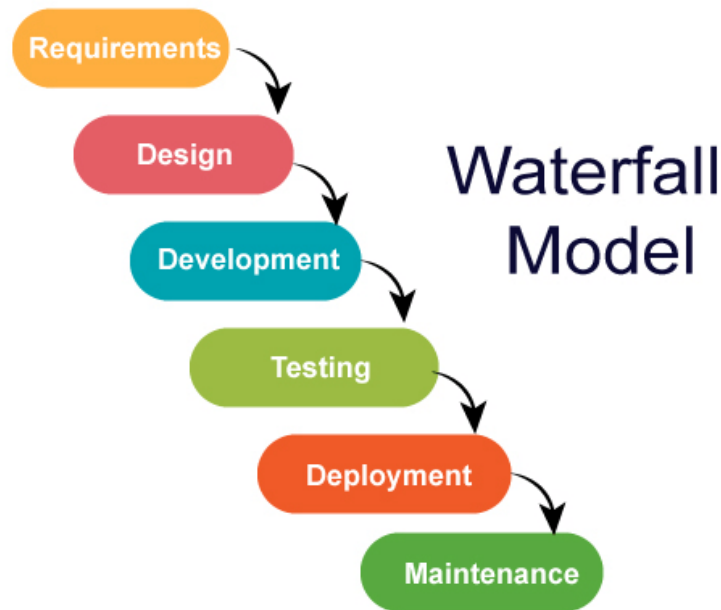 Requirements
Design
Waterfall
Model
Development
Testing
Deployment
Maintenance